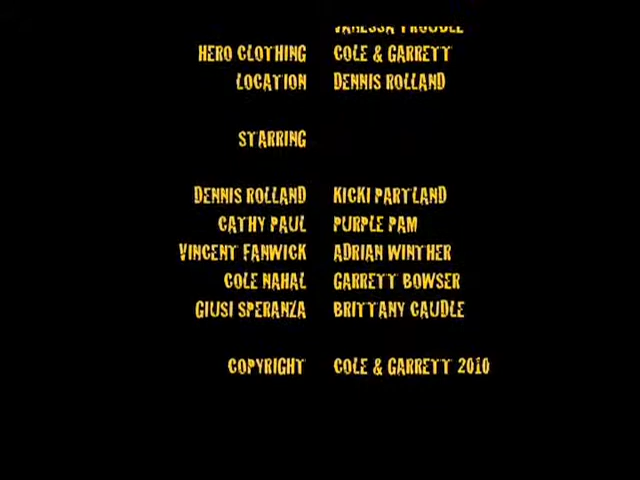 HERO CLOTHING COLE & GARRETT
LOCATION DENNIS ROLLAND
STARRING
DENNIS ROLLAND KICKI PARTLAND
CATHY PAUL PURPLE PAM
VINCENT FANWICK ADRIAN WINTHER
COLE NAHAL GARRETT BOWSER
GIUSI SPERANZA BRITTANY CAUDLE
COPYRIGHT COLE & GARRETT 2010